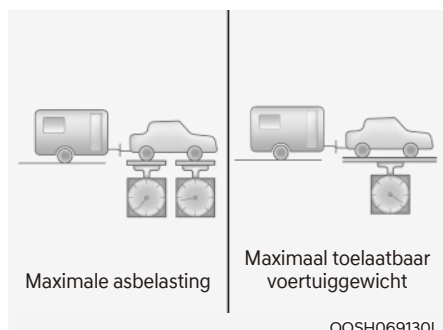 Maximale asbelasting
Maximaal toelaatbaar
voertuiggewicht
OOSH069130L